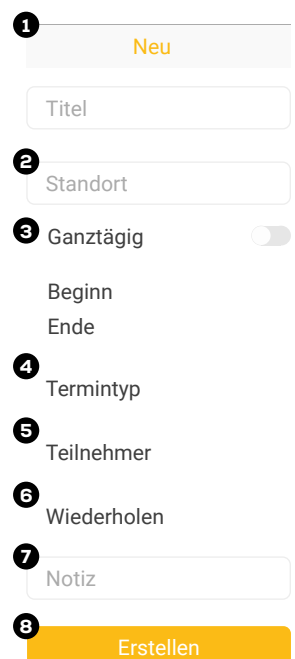 1
Neu
Titel
2
Standort
3 Ganztägig
Beginn
Ende
4
Termintyp
5
Teilnehmer
6
Wiederholen
7
Notiz
8
Erstellen